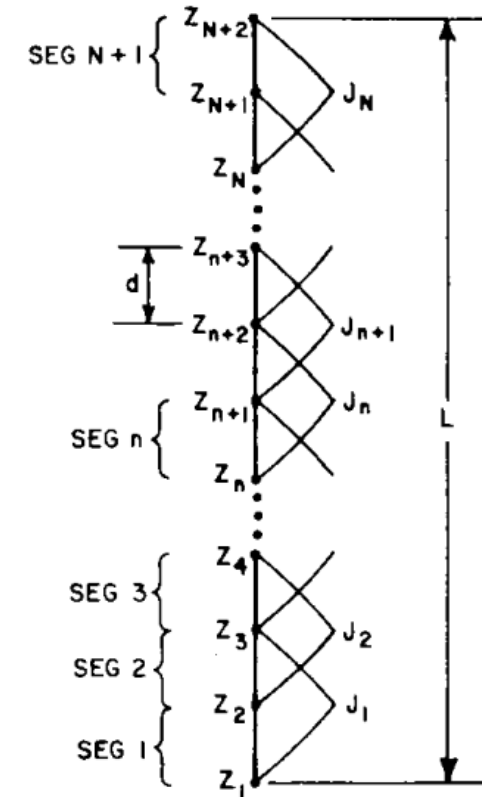 Z_{N+2}
SEG N + 1
Z_{N+1}
J_N
Z_N
Z_{n+3}
d
Z_{n+2}
J_{n+1}
Z_{n+1}
J_n
L
SEG n
Z_n
Z_4
SEG 3
Z_3
J_2
SEG 2
Z_2
J_1
SEG 1
Z_1